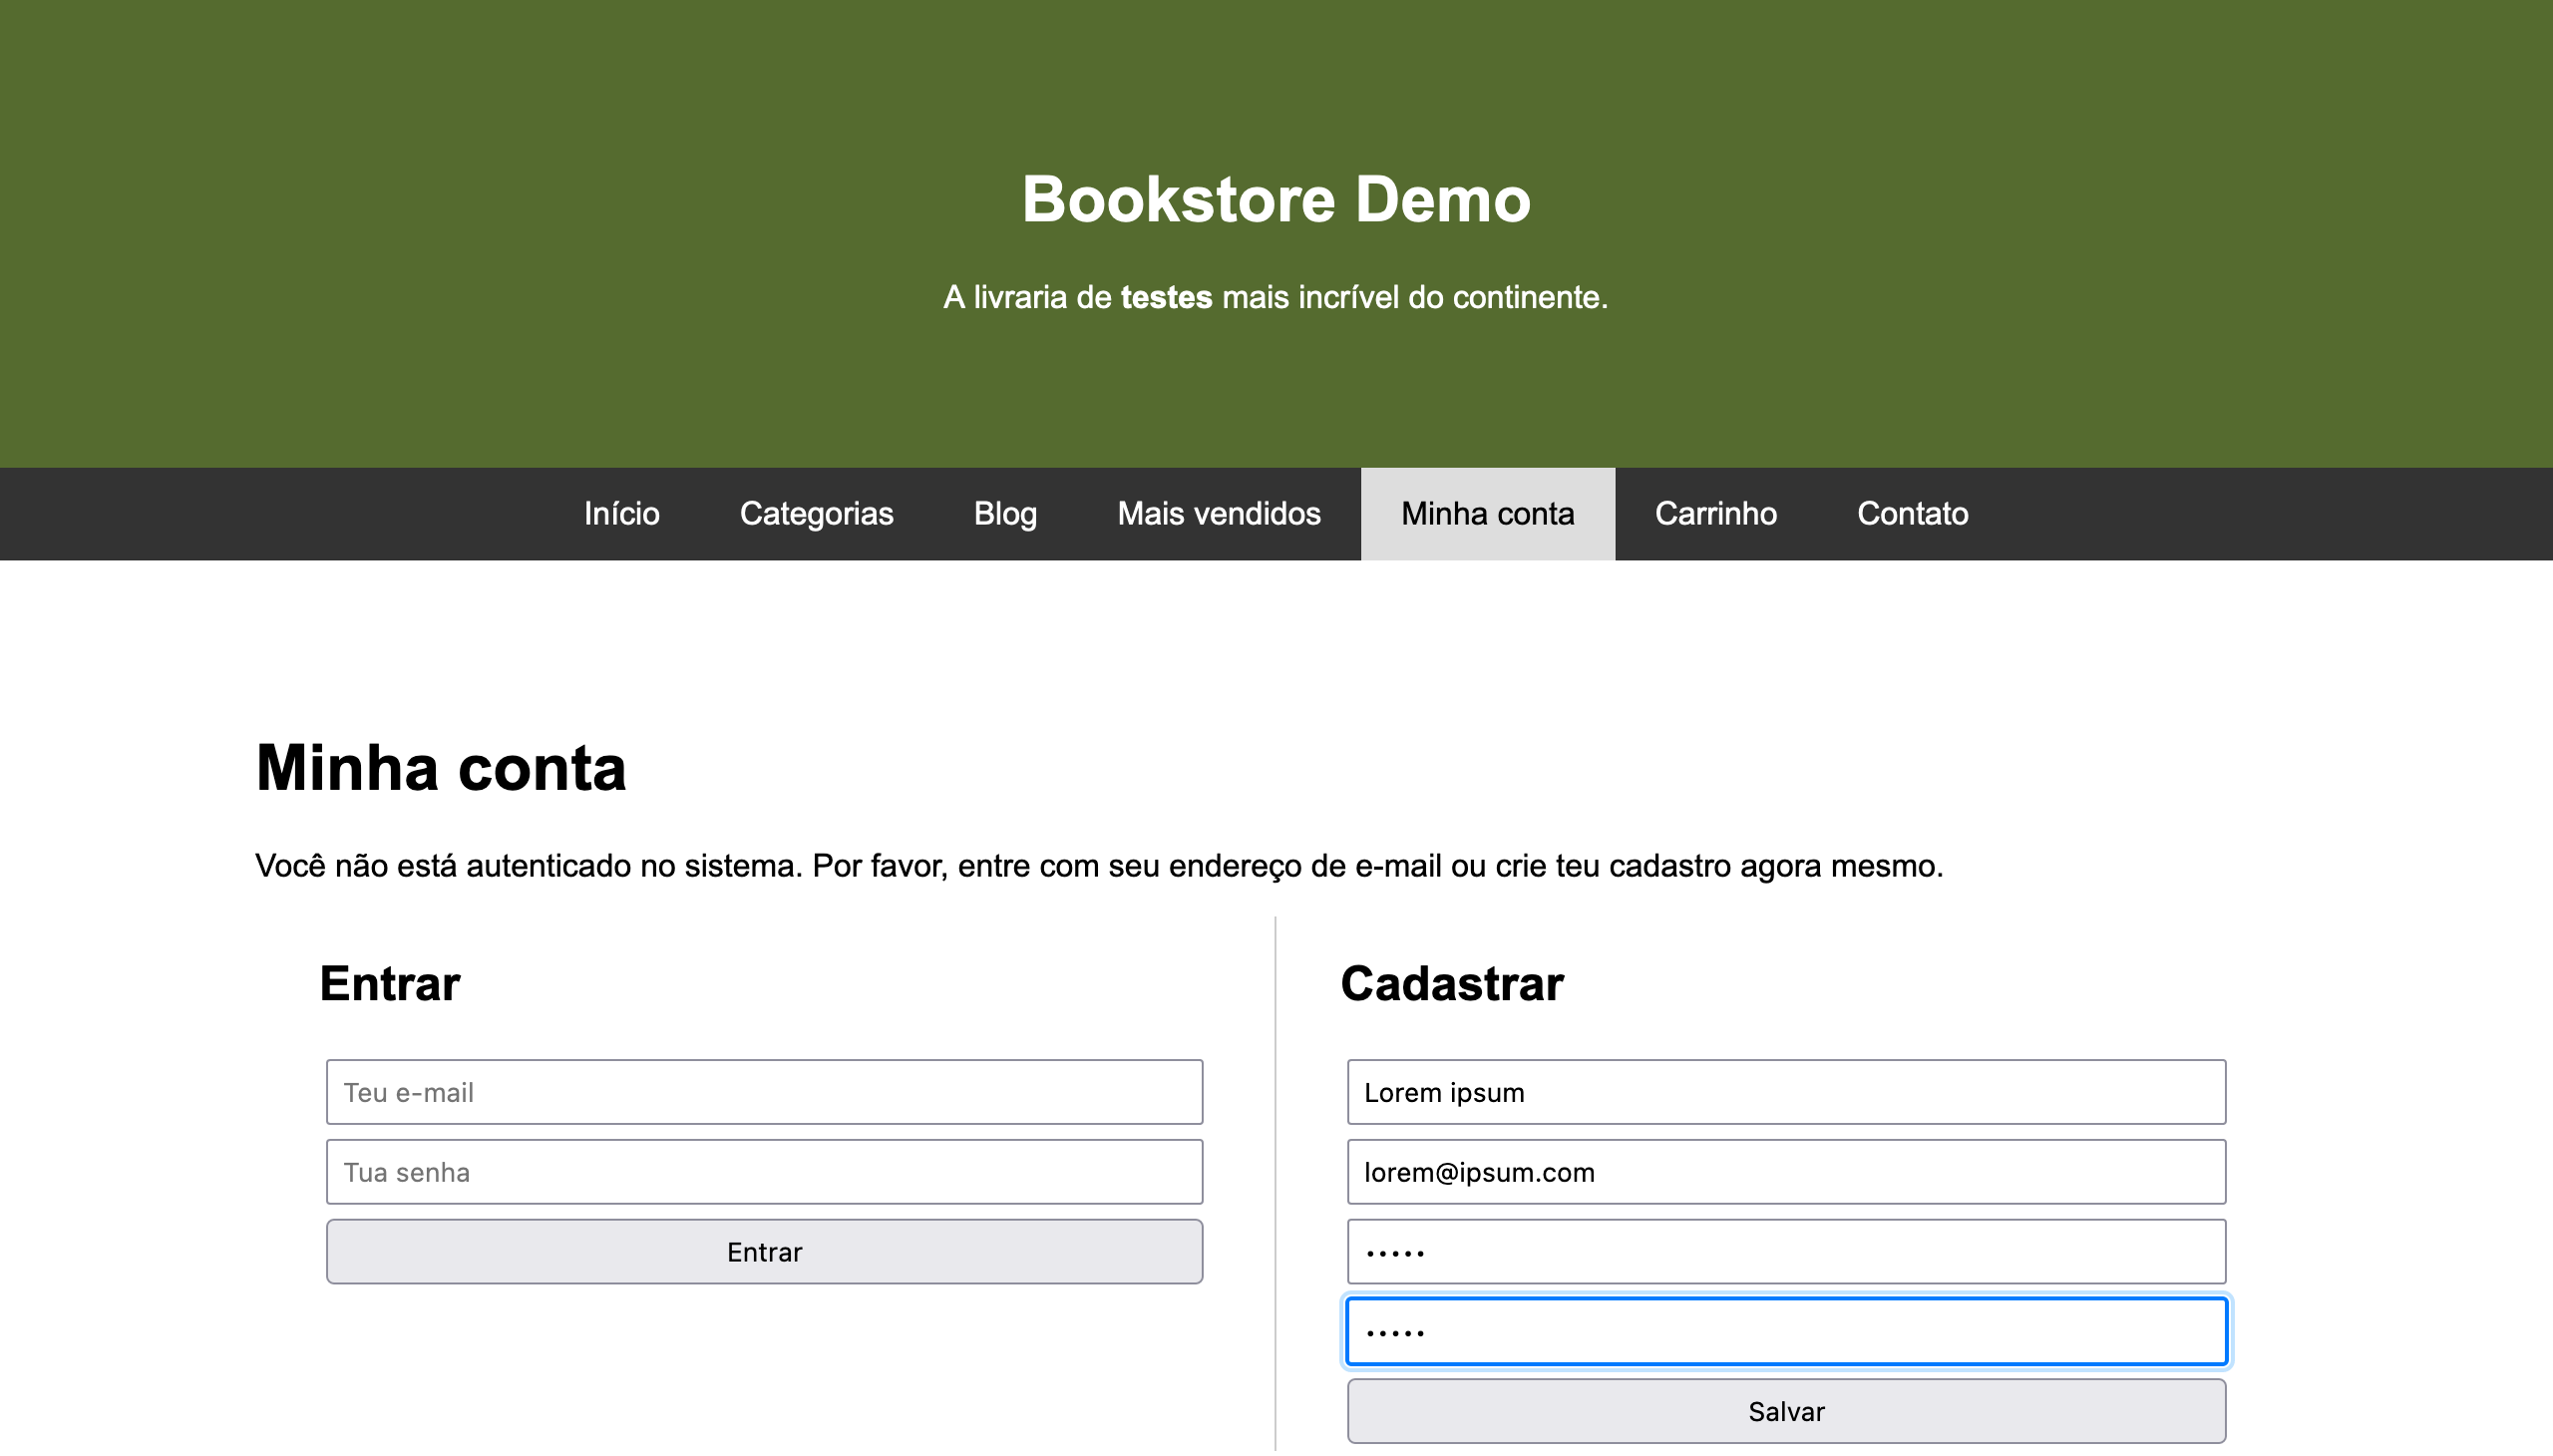 Bookstore Demo
A livraria de testes mais incrível do continente.
Início Categorias Blog Mais vendidos Minha conta Carrinho Contato
Minha conta
Você não está autenticado no sistema. Por favor, entre com seu endereço de e-mail ou crie teu cadastro agora mesmo.
Entrar
Teu e-mail
Tua senha
Entrar
Cadastrar
Lorem ipsum
lorem@ipsum.com
•••••
•••••
Salvar